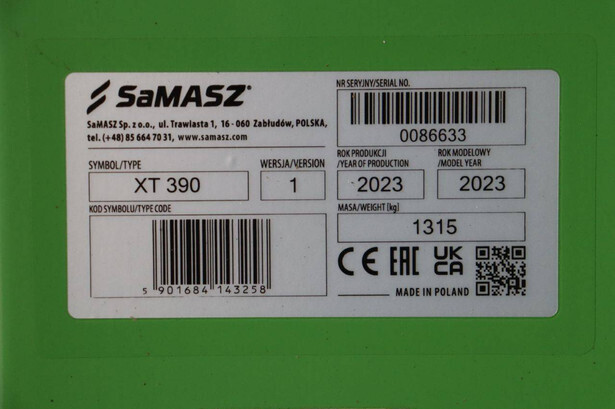 SaMASZ
SaMASZ Sp. z o.o., ul. Trawiasta 1, 16 - 060 Zabłudów, POLSKA,
tel. (+48) 85 664 70 31, www.samasz.com
SYMBOL/TYPE
WERSJA/VERSION
XT 390
1
KOD SYMBOLU/TYPE CODE
5 901684 143258
NR SERYJNY/SERIAL NO.
0086633
ROK PRODUKCJI
/YEAR OF PRODUCTION
ROK MODELOWY
/MODEL YEAR
2023
2023
MASA/WEIGHT [kg]
1315
CE EAC UK
CA
MADE IN POLAND